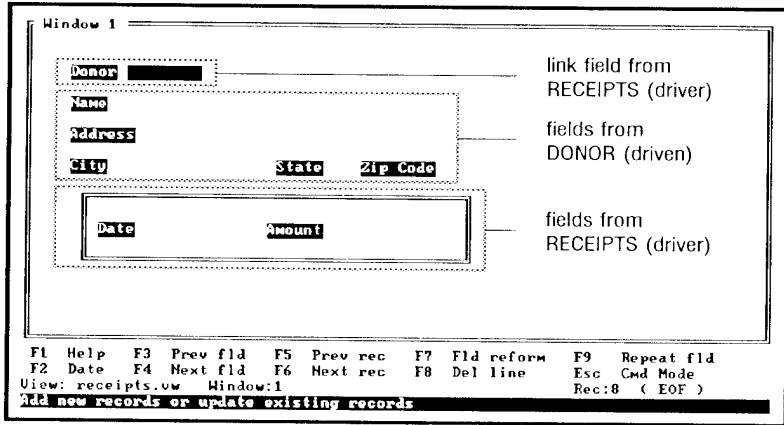 Window 1
Donor
link field from
RECEIPTS (driver)
Name
Address
City State Zip Code
fields from
DONOR (driven)
Date Amount
fields from
RECEIPTS (driver)
F1 Help F3 Prev fld F5 Prev rec F7 Fld reform F9 Repeat fld
F2 Date F4 Next fld F6 Next rec F8 Del line Esc Cmd Mode
View: receipts.vw Window:1 Rec:8 ( EOF )
Add new records or update existing records